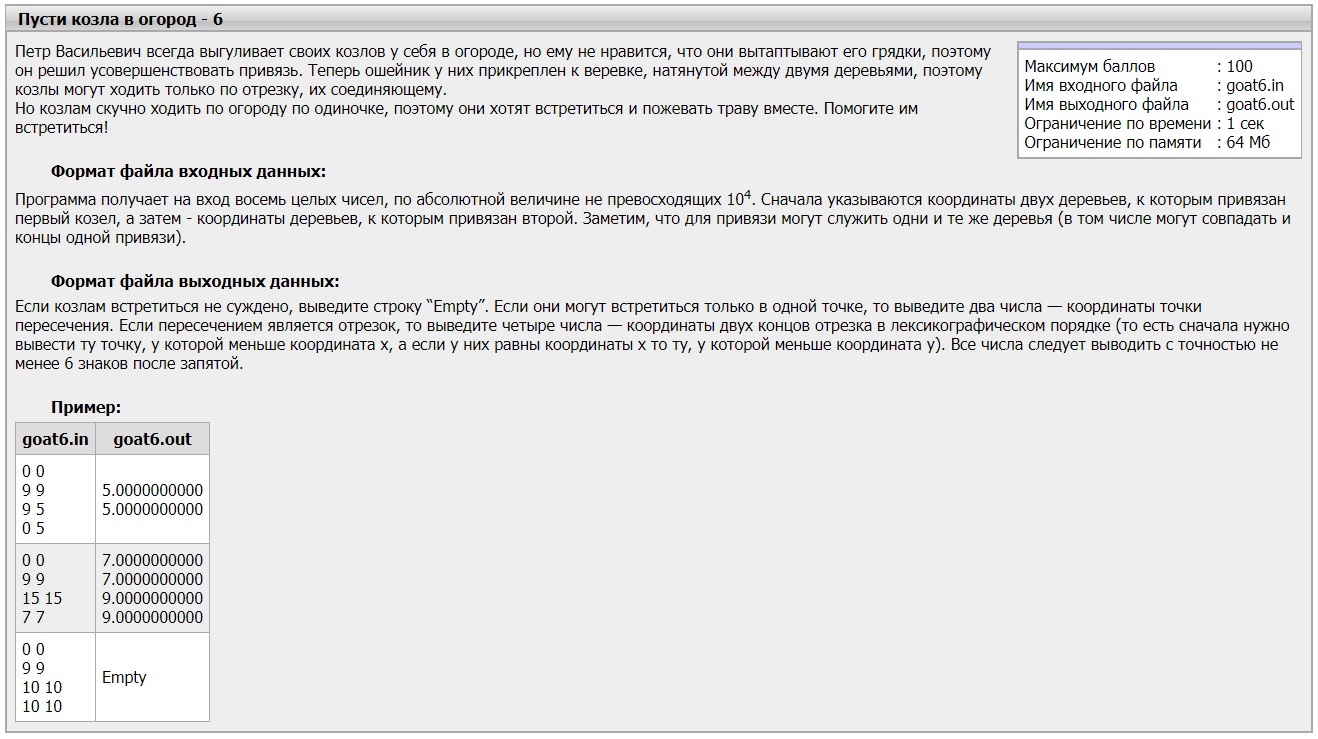 Пусти козла в огород - 6
Петр Васильевич всегда выгуливает своих козлов у себя в огороде, но ему не нравится, что они вытаптывают его грядки, поэтому
он решил усовершенствовать привязь. Теперь ошейник у них прикреплен к веревке, натянутой между двумя деревьями, поэтому
козлы могут ходить только по отрезку, их соединяющему.
Но козлам скучно ходить по огороду по одиночке, поэтому они хотят встретиться и пожевать траву вместе. Помогите им
встретиться!
Максимум баллов : 100
Имя входного файла : goat6.in
Имя выходного файла : goat6.out
Ограничение по времени : 1 сек
Ограничение по памяти : 64 Мб
Формат файла входных данных:
Программа получает на вход восемь целых чисел, по абсолютной величине не превосходящих 10^4. Сначала указываются координаты двух деревьев, к которым привязан
первый козел, а затем - координаты деревьев, к которым привязан второй. Заметим, что для привязи могут служить одни и те же деревья (в том числе могут совпадать и
концы одной привязи).
Формат файла выходных данных:
Если козлам встретиться не суждено, выведите строку “Empty”. Если они могут встретиться только в одной точке, то выведите два числа — координаты точки
пересечения. Если пересечением является отрезок, то выведите четыре числа — координаты двух концов отрезка в лексикографическом порядке (то есть сначала нужно
вывести ту точку, у которой меньше координата x, а если у них равны координаты x то ту, у которой меньше координата y). Все числа следует выводить с точностью не
менее 6 знаков после запятой.
Пример:
goat6.in goat6.out
0 0
9 9
9 5
0 5
5.0000000000
5.0000000000
0 0
9 9
15 15
7 7
7.0000000000
7.0000000000
9.0000000000
9.0000000000
0 0
9 9
10 10
10 10
Empty